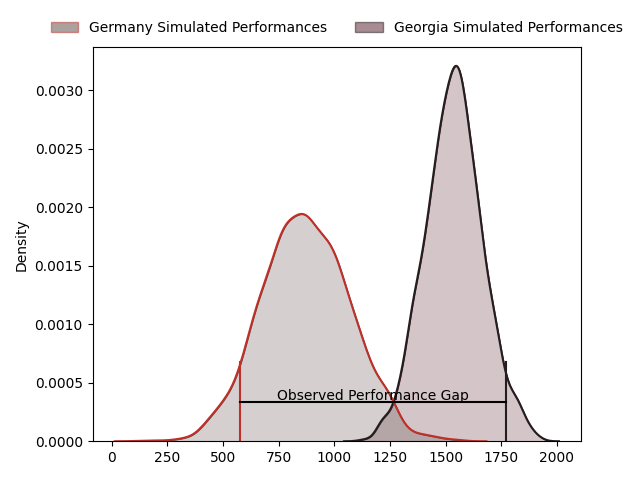 Germany Simulated Performances Georgia Simulated Performances
0.0030
0.0025
0.0020
0.0015
0.0010
0.0005
0.0000
Density
Observed Performance Gap
0 250 500 750 1000 1250 1500 1750 2000